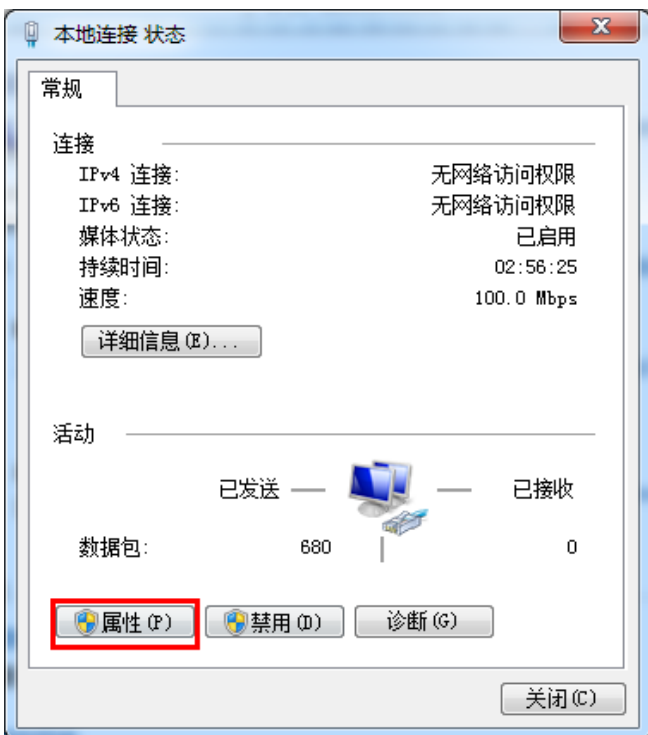 本地连接 状态
常规
连接
IPv4 连接: 无网络访问权限
IPv6 连接: 无网络访问权限
媒体状态: 已启用
持续时间: 02:56:25
速度: 100.0 Mbps
详细信息(E)...
活动
已发送 — — 已接收
数据包: 680 0
属性(P) 禁用(D) 诊断(G)
关闭(C)